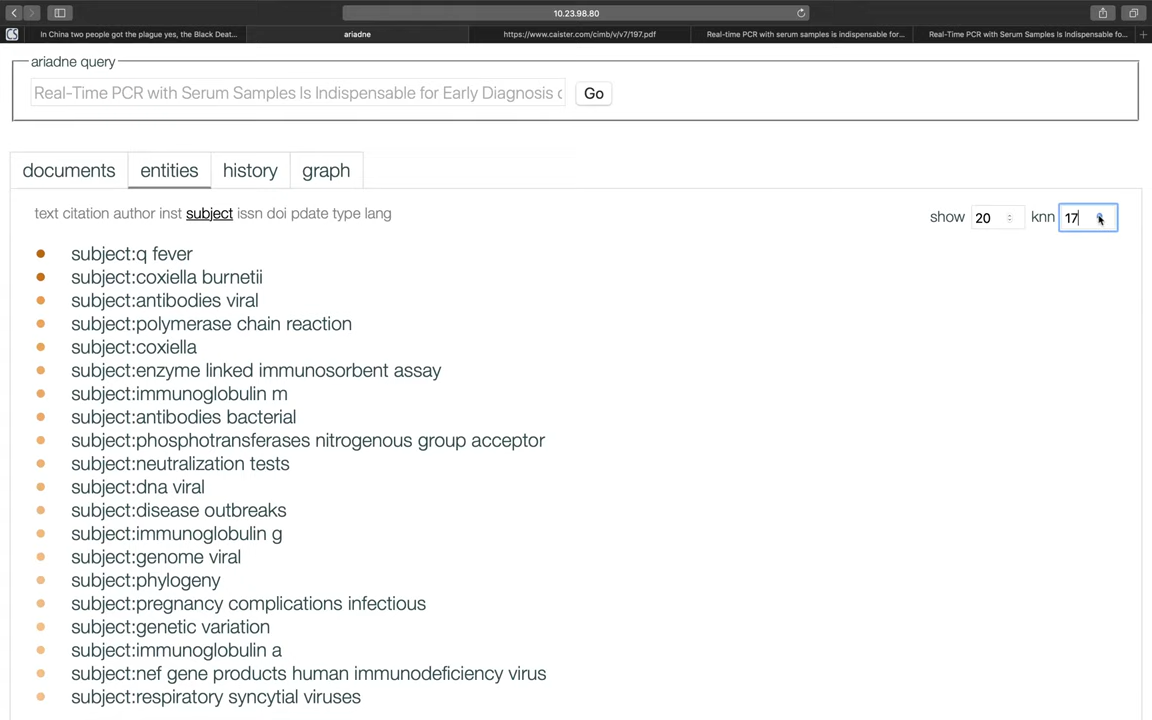 10.23.98.80
In China two people got the plague yes, the Black Deat...
ariadne
https://www.caister.com/cimb/v/v7/197.pdf
Real-time PCR with serum samples is indispensable for...
Real-Time PCR with Serum Samples Is Indispensable fo...
ariadne query
Real-Time PCR with Serum Samples Is Indispensable for Early Diagnosis c
Go
documents entities history graph
text citation author inst subject issn doi pdate type lang
show 20 knn 17
subject:q fever
subject:coxiella burnetii
subject:antibodies viral
subject:polymerase chain reaction
subject:coxiella
subject:enzyme linked immunosorbent assay
subject:immunoglobulin m
subject:antibodies bacterial
subject:phosphotransferases nitrogenous group acceptor
subject:neutralization tests
subject:dna viral
subject:disease outbreaks
subject:immunoglobulin g
subject:genome viral
subject:phylogeny
subject:pregnancy complications infectious
subject:genetic variation
subject:immunoglobulin a
subject:nef gene products human immunodeficiency virus
subject:respiratory syncytial viruses